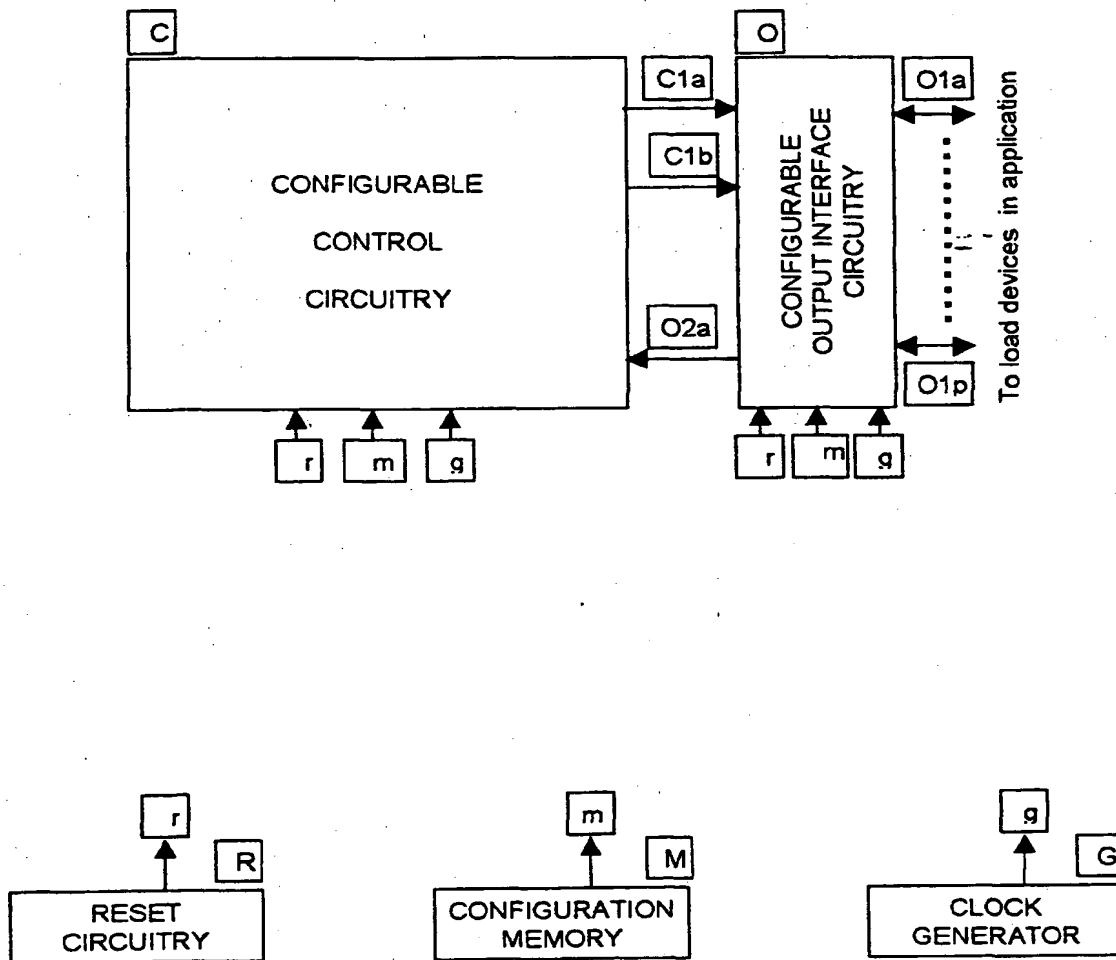 C
O
C1a
O1a
C1b
CONFIGURABLE
CONTROL
CIRCUITRY
CONFIGURABLE
OUTPUT INTERFACE
CIRCUITRY
To load devices in application
O2a
O1p
r
m
g
r
m
g
r
m
g
R
M
G
RESET
CIRCUITRY
CONFIGURATION
MEMORY
CLOCK
GENERATOR